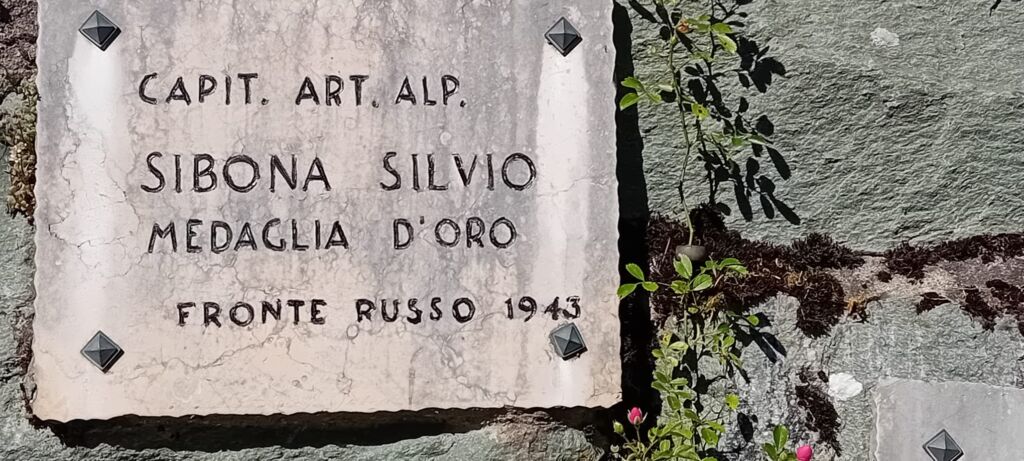 CAPIT. ART. ALP.
SIBONA SILVIO
MEDAGLIA D'ORO
FRONTE RUSSO 1943